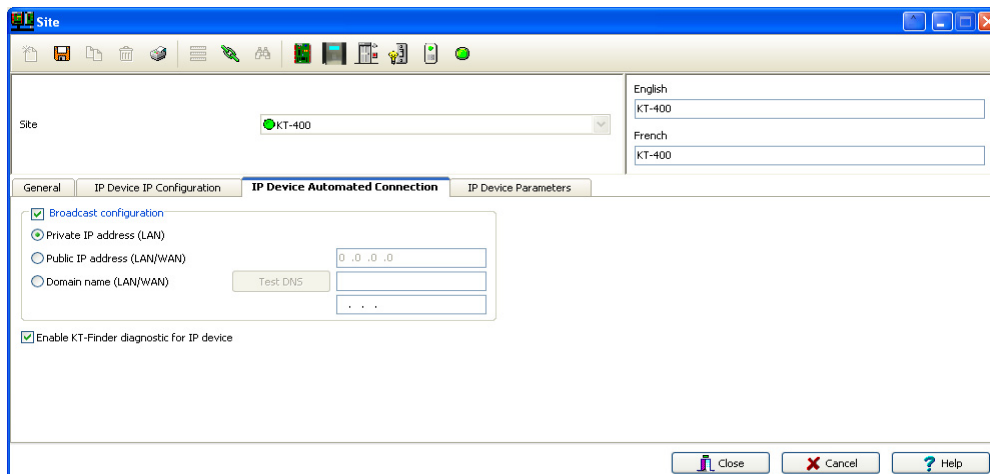 Site
English
Site
KT-400
KT-400
French
KT-400
General
IP Device IP Configuration
IP Device Automated Connection
IP Device Parameters
Broadcast configuration
Private IP address (LAN)
Public IP address (LAN/WAN)
0 .0 .0 .0
Domain name (LAN/WAN)
Test DNS
. . .
Enable KT-Finder diagnostic for IP device
Close
Cancel
? Help